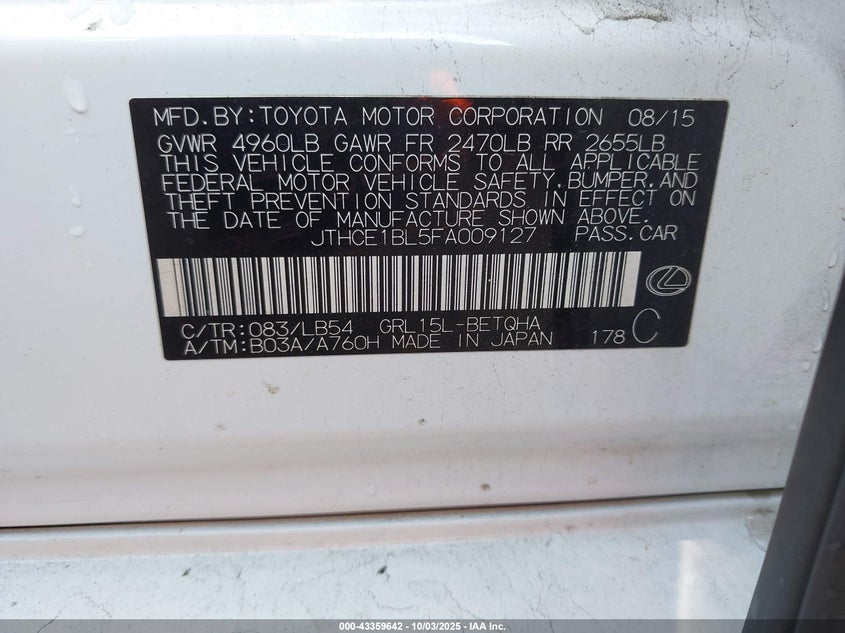 MFD. BY: TOYOTA MOTOR CORPORATION 08/15
GVWR 4960LB GAWR FR 2470LB RR 2655LB
THIS VEHICLE CONFORMS TO ALL APPLICABLE
FEDERAL MOTOR VEHICLE SAFETY, BUMPER, AND
THEFT PREVENTION STANDARDS IN EFFECT ON
THE DATE OF MANUFACTURE SHOWN ABOVE.
JTHCE1BL5FA009127 PASS. CAR
C/TR: 083/LB54 GRL15L-BETQHA
A/TM: B03A/A760H MADE IN JAPAN 178 C
000-43359642 - 10/03/2025 - IAA Inc.